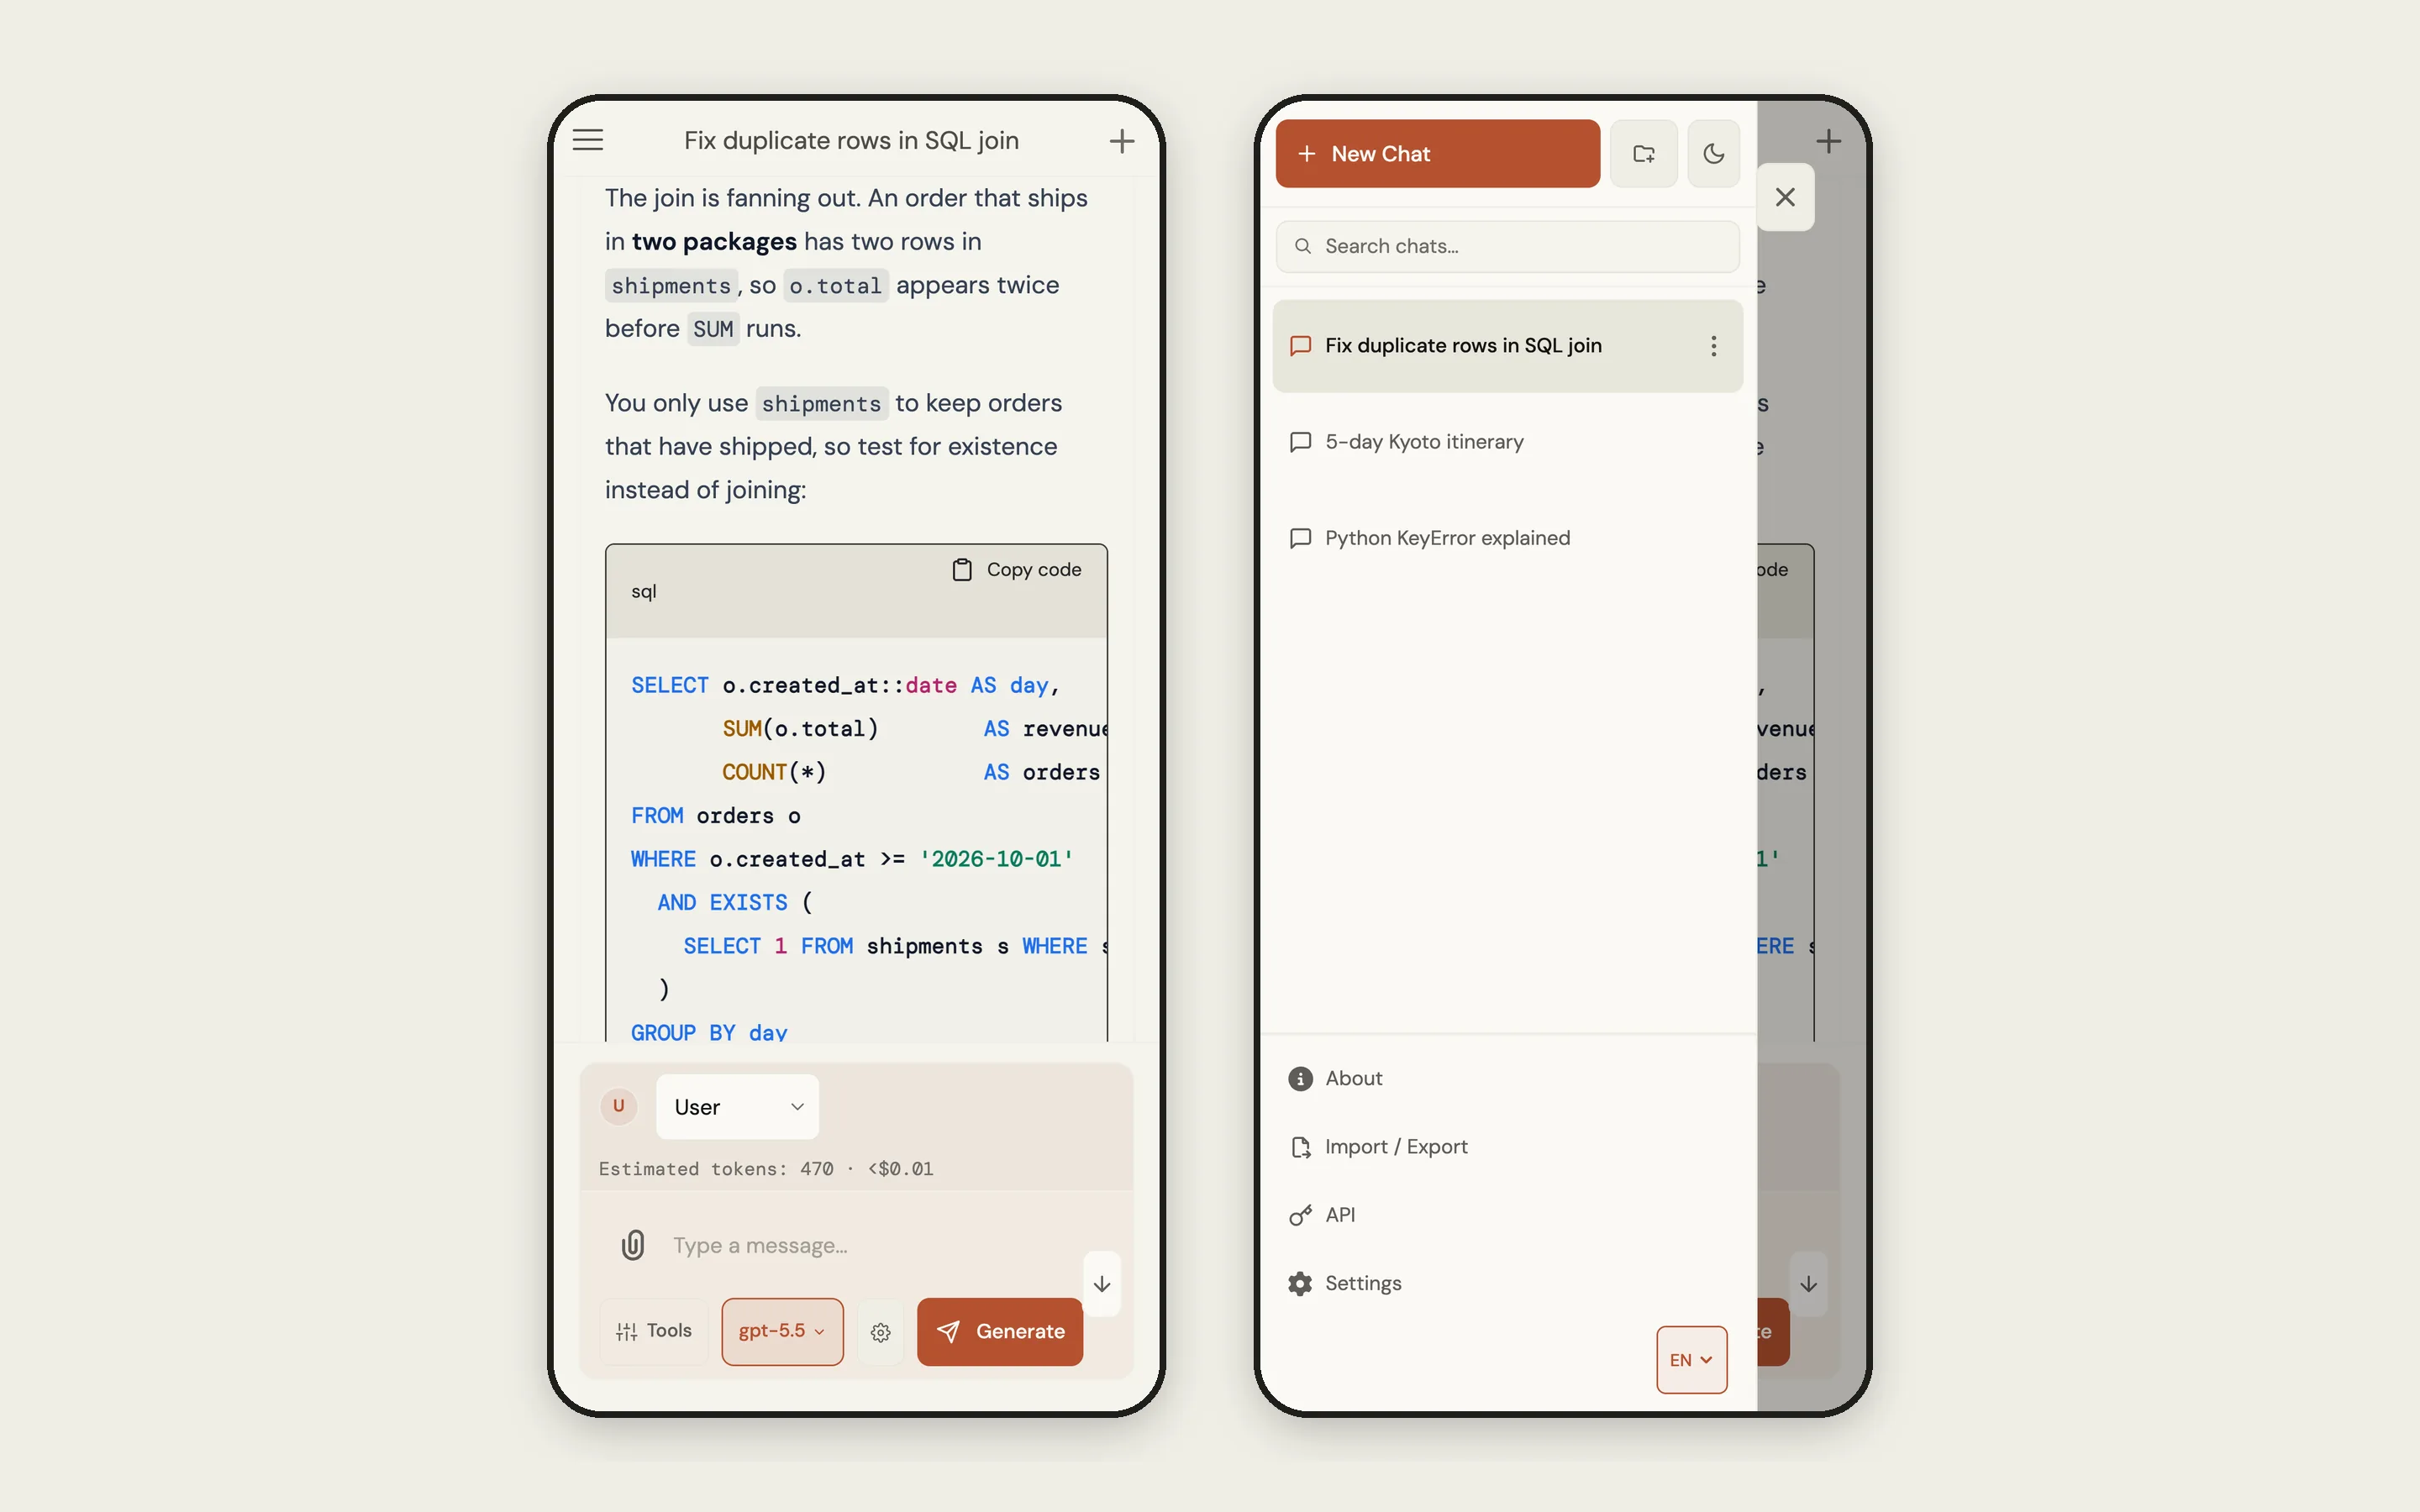 Fix duplicate rows in SQL join
The join is fanning out. An order that ships
in two packages has two rows in
shipments, so o.total appears twice
before SUM runs.
You only use shipments to keep orders
that have shipped, so test for existence
instead of joining:
Copy code
sql
SELECT o.created_at::date AS day,
SUM(o.total) AS revenue
COUNT(*) AS orders
FROM orders o
WHERE o.created_at >= '2026-10-01'
AND EXISTS (
SELECT 1 FROM shipments s WHERE s
)
GROUP BY day
U
User
Estimated tokens: 470 · <$0.01
Type a message...
Tools
gpt-5.5
Generate
New Chat
Search chats...
Fix duplicate rows in SQL join
5-day Kyoto itinerary
Python KeyError explained
About
Import / Export
API
Settings
EN
e
s
e
ode
,
venue
ders
1'
ERE s
te